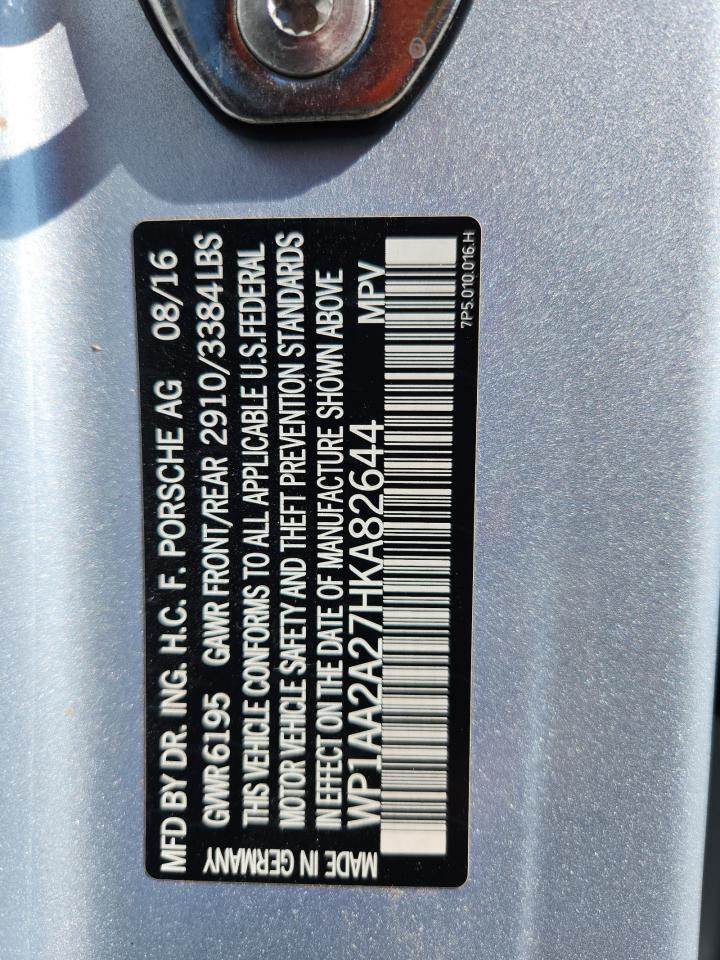 MFD BY DR. ING. H.C. F. PORSCHE AG 08/16
GVWR 6195 GAWR FRONT/REAR 2910/3384 LBS
THIS VEHICLE CONFORMS TO ALL APPLICABLE U.S.FEDERAL
MOTOR VEHICLE SAFETY AND THEFT PREVENTION STANDARDS
IN EFFECT ON THE DATE OF MANUFACTURE SHOWN ABOVE
WP1AA2A27HKA82644 MPV
MADE IN GERMANY
7P5.010.016.H